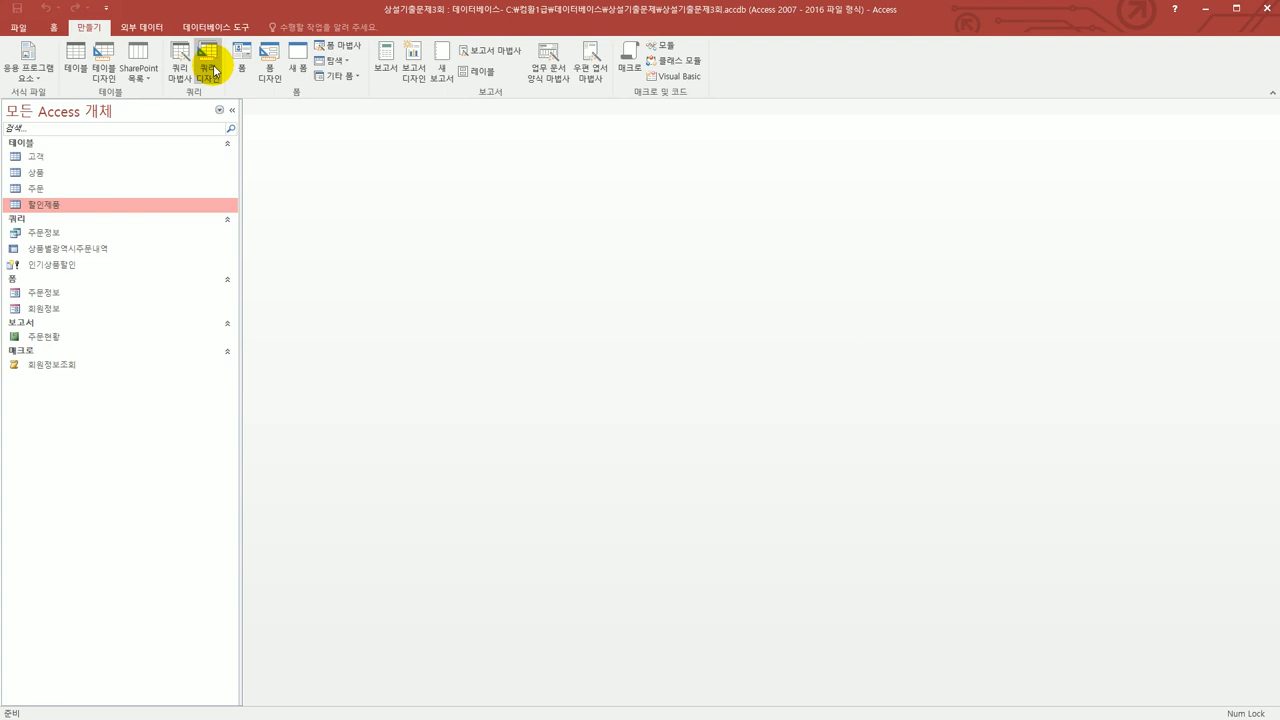 상설기출문제3회 : 데이터베이스- C:₩컴활1급₩데이터베이스₩상설기출문제₩상설기출문제3회.accdb (Access 2007 - 2016 파일 형식) - Access
파일 홈 만들기 외부 데이터 데이터베이스 도구 수행할 작업을 알려 주세요.
응용 프로그램 요소
테이블
테이블 디자인
SharePoint 목록
쿼리 마법사
쿼리 디자인
폼
폼 디자인
새 폼
폼 마법사
탐색
기타 폼
보고서
보고서 디자인
새 보고서
보고서 마법사
레이블
업무 문서 양식 마법사
우편 엽서 마법사
매크로
모듈
클래스 모듈
Visual Basic
서식 파일 테이블 쿼리 폼 보고서 매크로 및 코드
모든 Access 개체
검색...
테이블
고객
상품
주문
할인제품
쿼리
주문정보
상품별광역시주문내역
인기상품할인
폼
주문정보
회원정보
보고서
주문현황
매크로
회원정보조회
준비
Num Lock